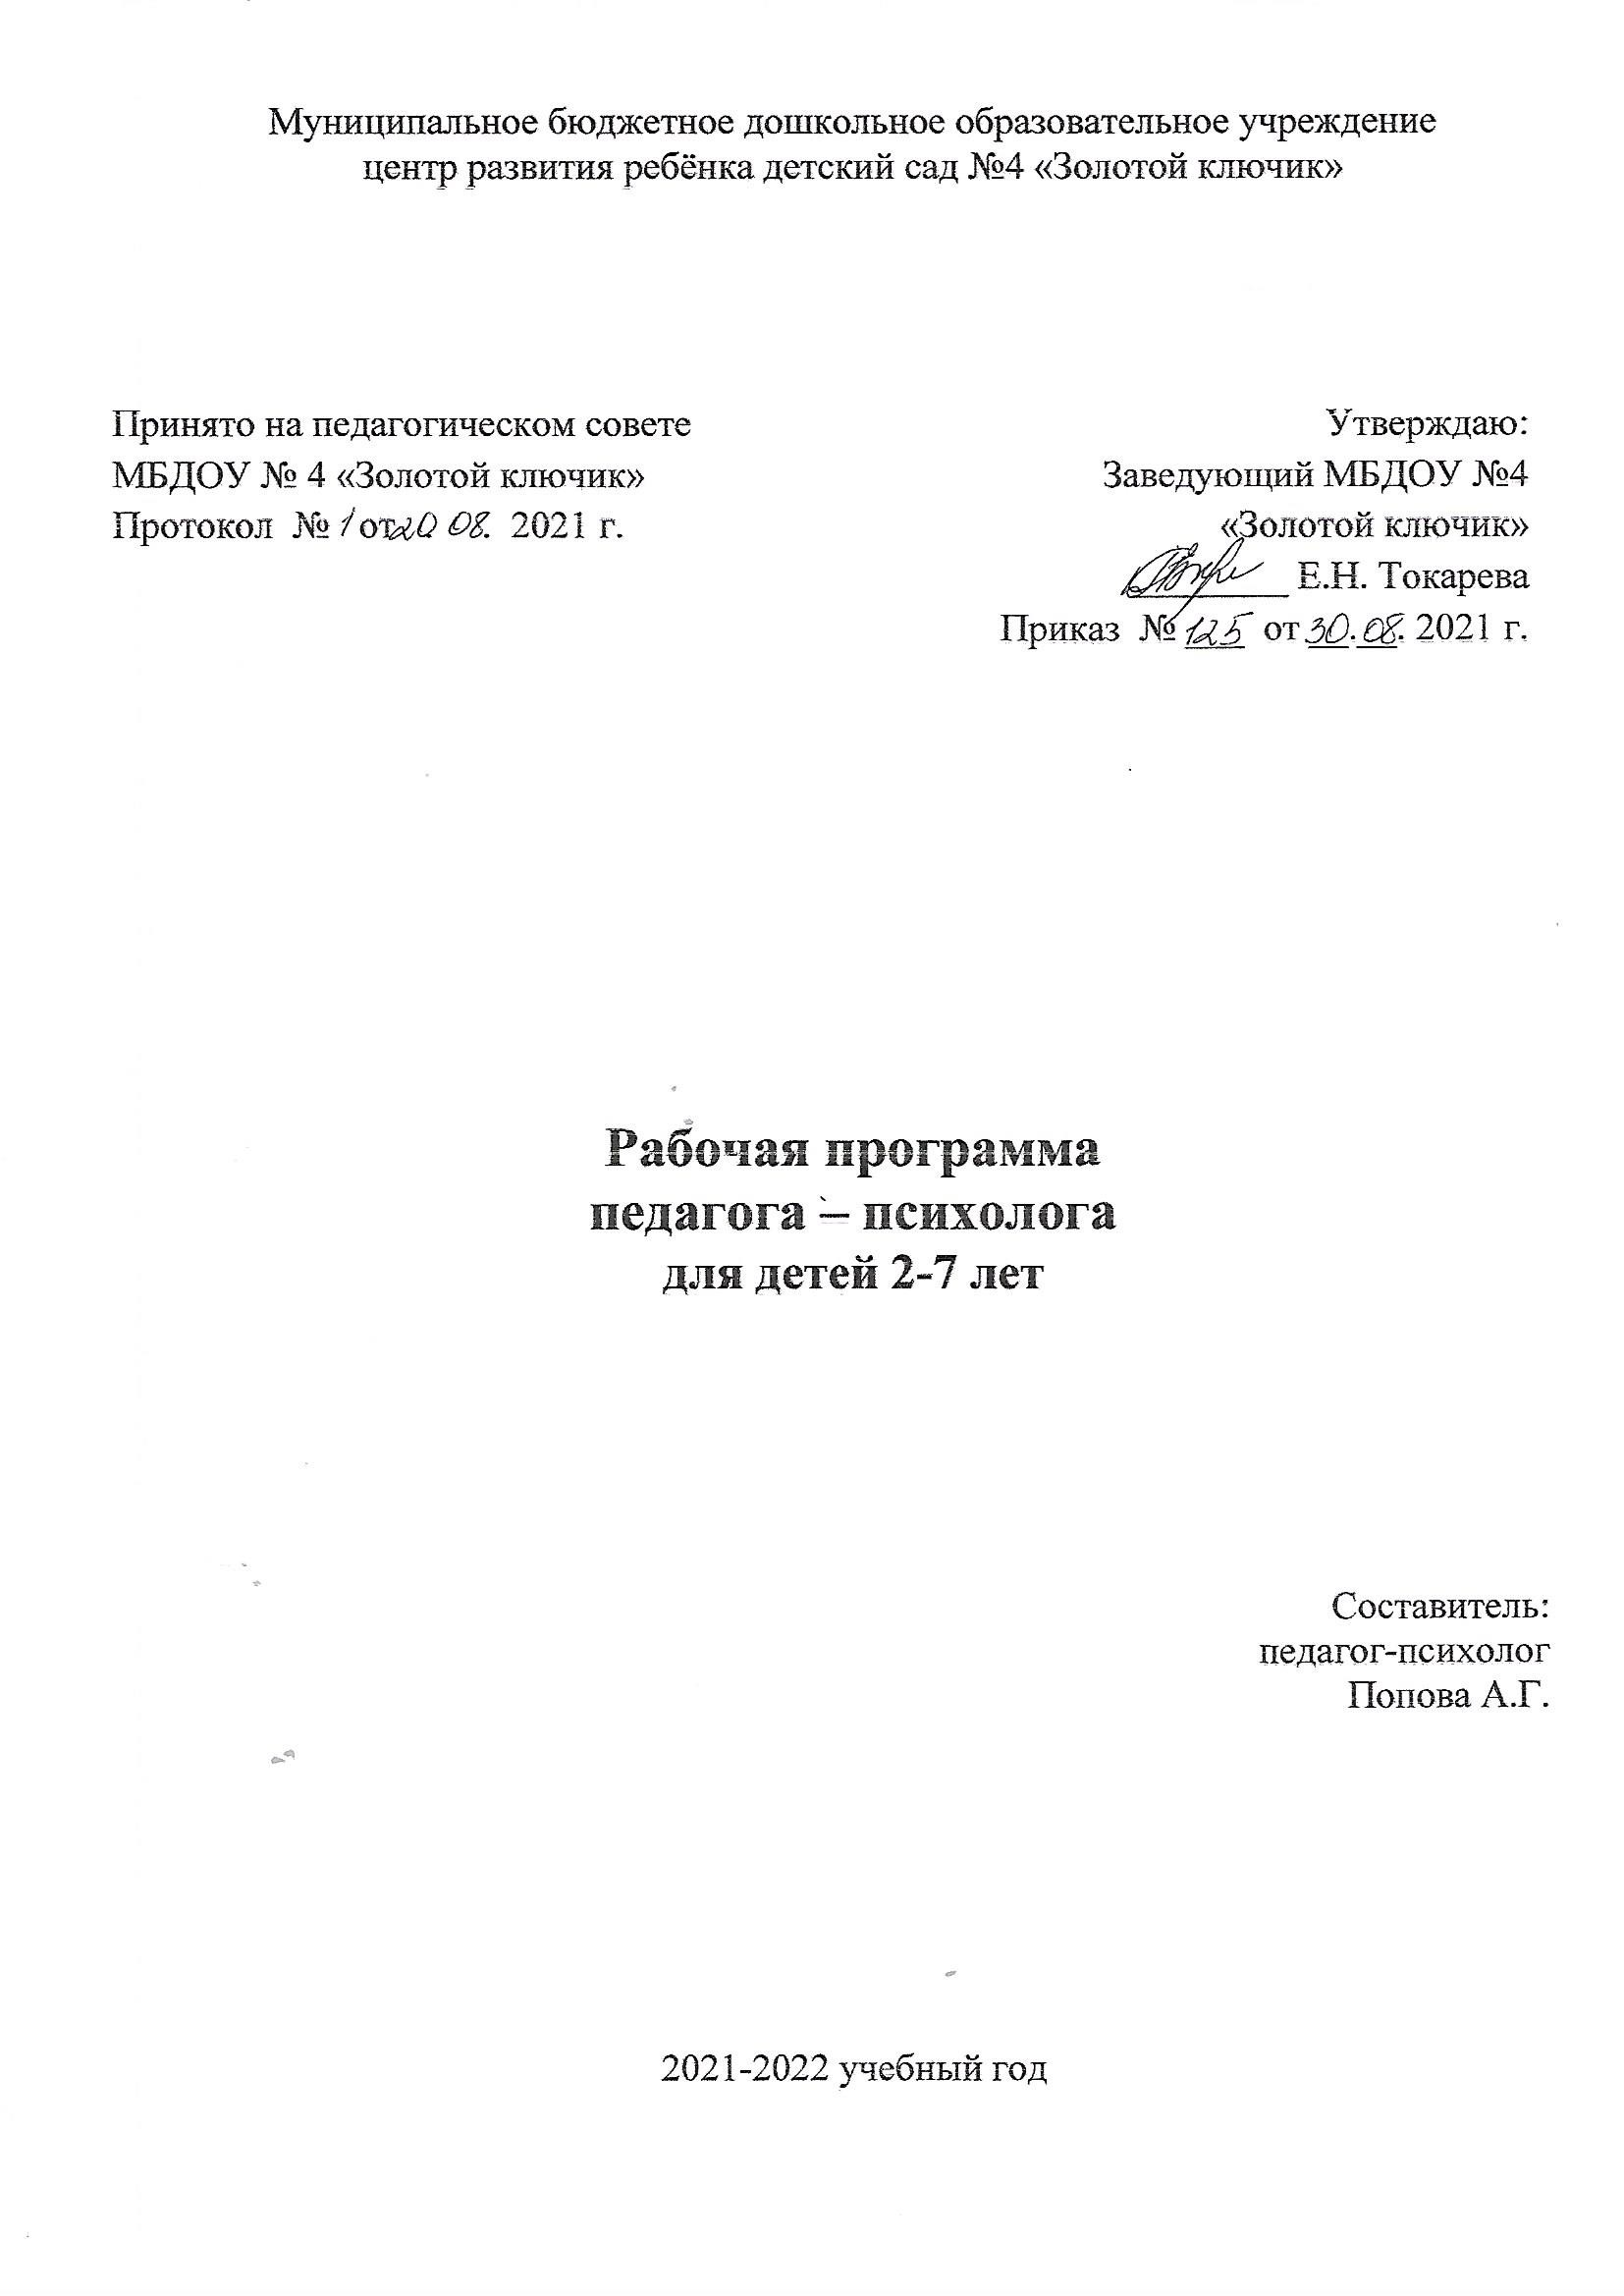 Муниципальное бюджетное дошкольное образовательное учреждение
центр развития ребёнка детский сад №4 «Золотой ключик»
Принято на педагогическом совете
МБДОУ № 4 «Золотой ключик»
Протокол № 1 от 20 08. 2021 г.
Утверждаю:
Заведующий МБДОУ №4
«Золотой ключик»
Е.Н. Токарева
Приказ № 125 от 30.08. 2021 г.
Рабочая программа
педагога – психолога
для детей 2-7 лет
Составитель:
педагог-психолог
Попова А.Г.
2021-2022 учебный год